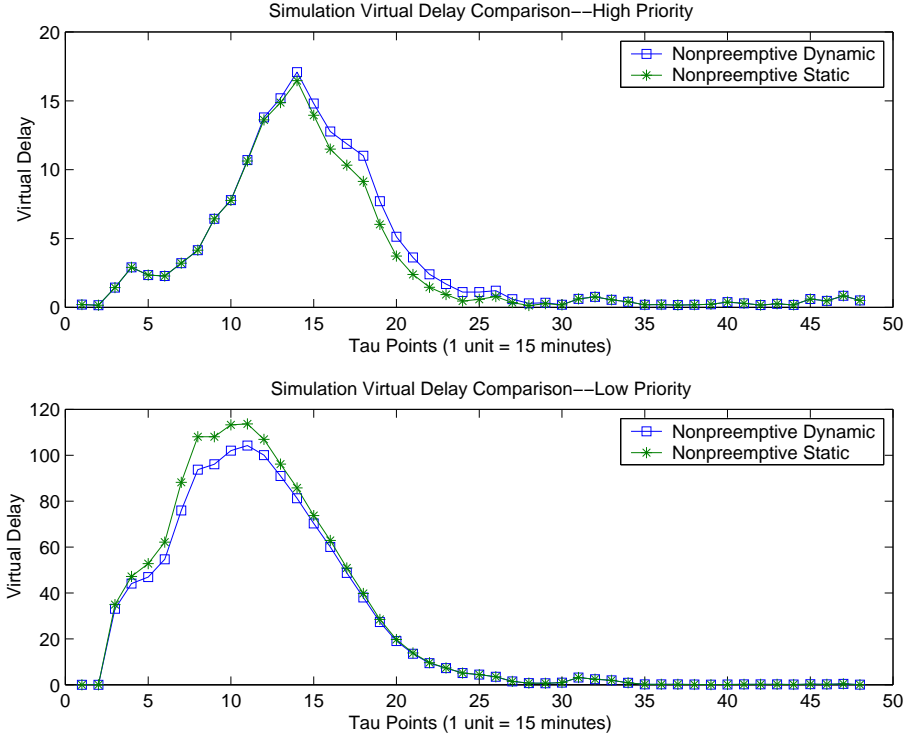 Simulation Virtual Delay Comparison−−High Priority
20
15
10
5
0
Virtual Delay
Nonpreemptive Dynamic
Nonpreemptive Static
0 5 10 15 20 25 30 35 40 45 50
Tau Points (1 unit = 15 minutes)
Simulation Virtual Delay Comparison−−Low Priority
120
100
80
60
40
20
0
Virtual Delay
Nonpreemptive Dynamic
Nonpreemptive Static
0 5 10 15 20 25 30 35 40 45 50
Tau Points (1 unit = 15 minutes)